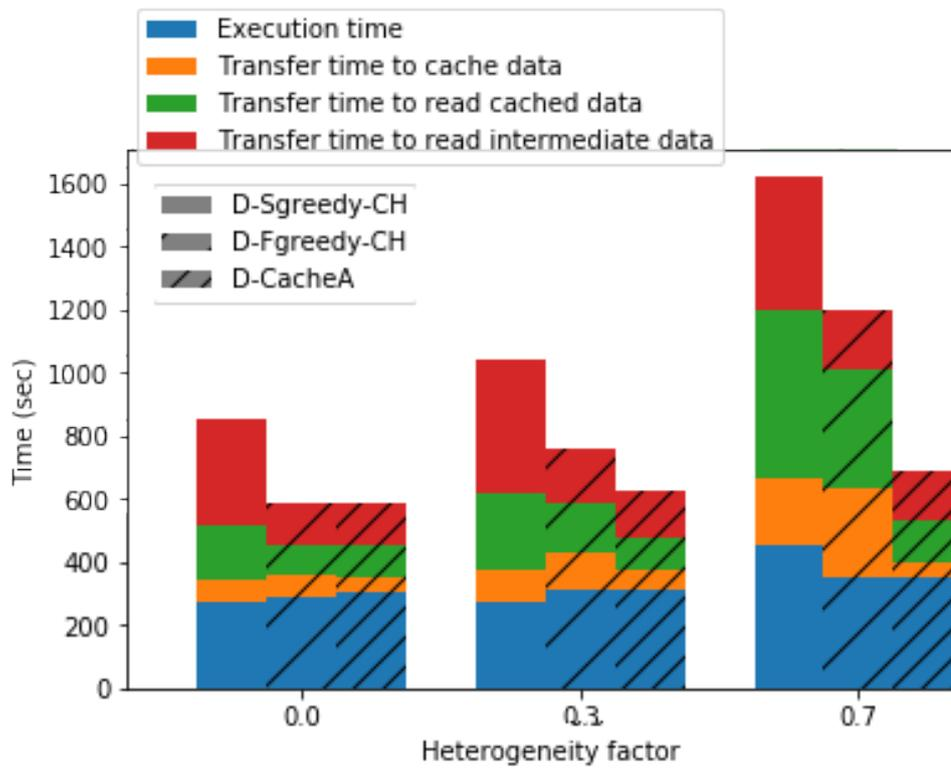 Execution time
Transfer time to cache data
Transfer time to read cached data
Transfer time to read intermediate data
D-Sgreedy-CH
D-Fgreedy-CH
D-CacheA
1600
1400
1200
1000
800
600
400
200
0
Time (sec)
0.0
0.7
Heterogeneity factor